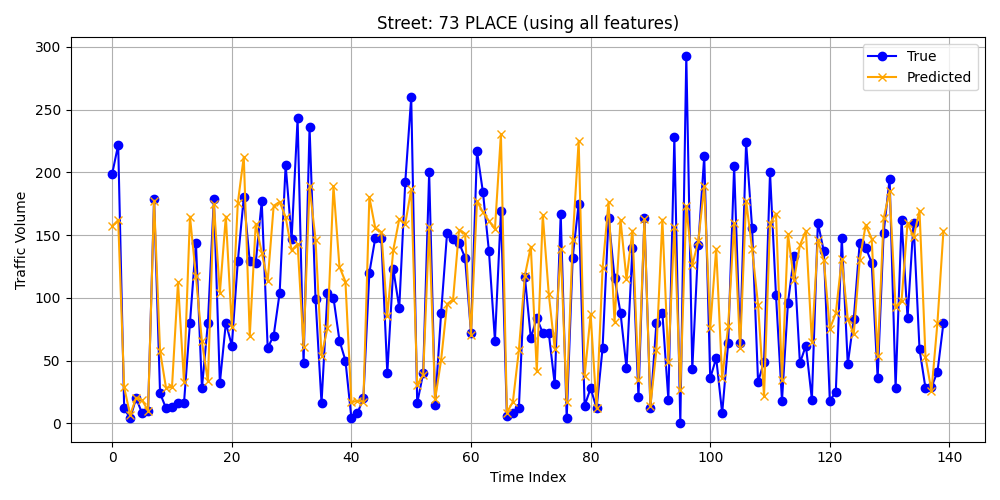 Street: 73 PLACE (using all features)
True
Predicted
Traffic Volume
300
250
200
150
100
50
0
0 20 40 60 80 100 120 140
Time Index